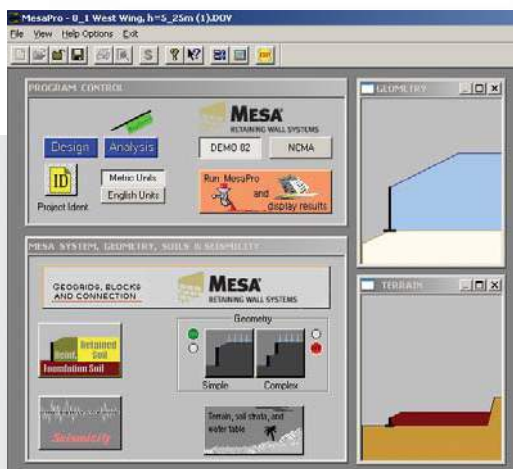 MesaPro - 0_1 West Wing, h=5_25m (1).DOV
File View Help Options Exit
S
EXIT
PROGRAM CONTROL
MESA®
RETAINING WALL SYSTEMS
Design
Analysis
DEMO 82
NCMA
ID
Project Ident.
Metric Units
English Units
Run MesaPro
and
display results
MESA SYSTEM, GEOMETRY, SOILS & SEISMICITY
GEOGRIDS, BLOCKS
AND CONNECTION
MESA®
RETAINING WALL SYSTEMS
Reinf.
Retained
Soil
Foundation Soil
Geometry
Simple
Complex
Seismicity
Terrain, soil strata, and
water table
GEOMETRY
TERRAIN